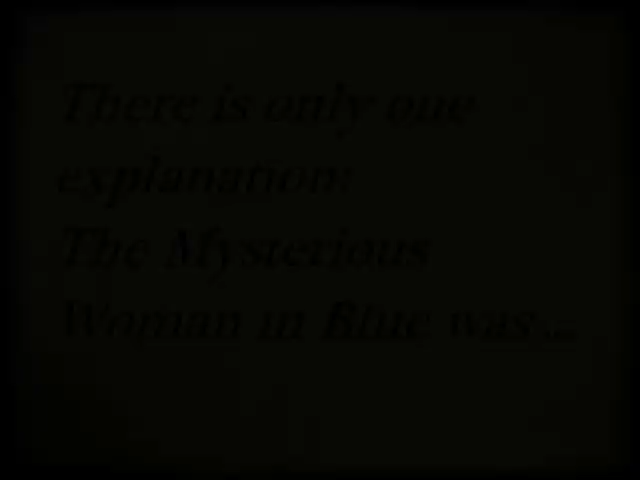 There is only one
explanation:
The Mysterious
Woman in Blue was...